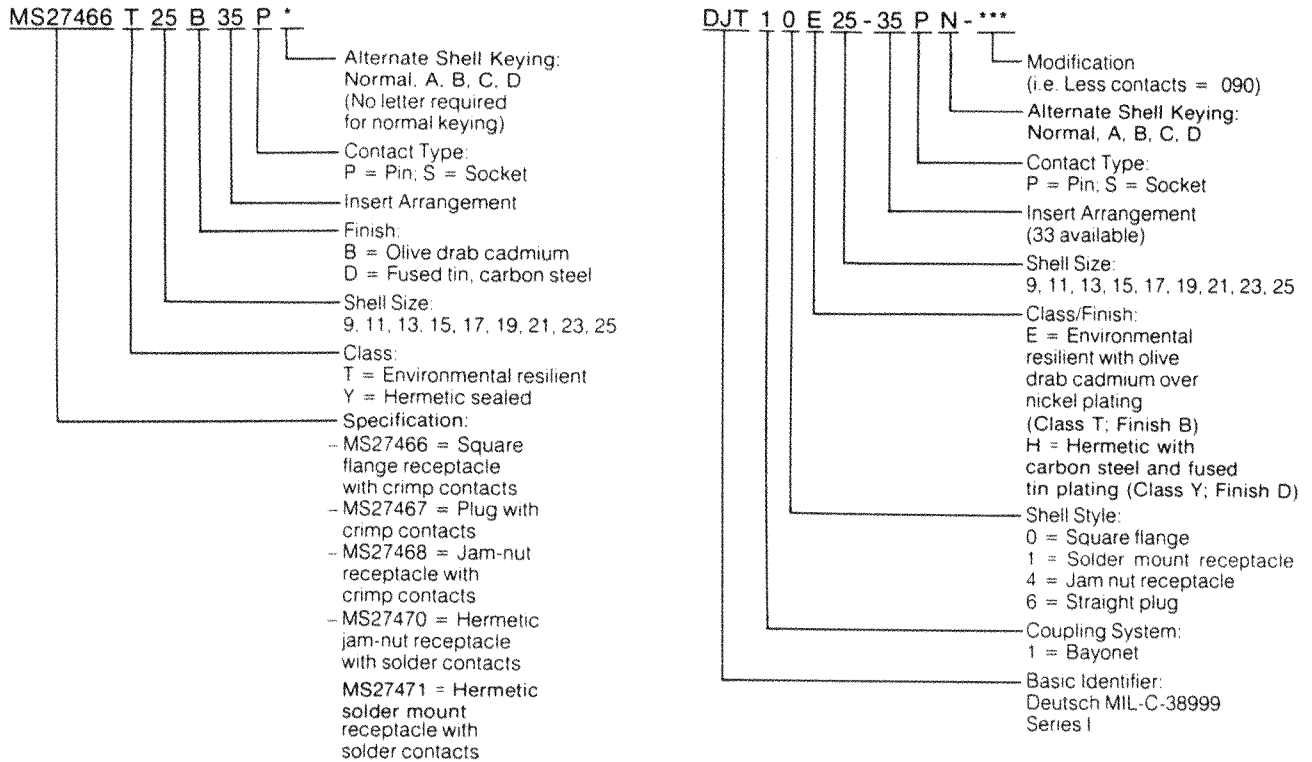 MS27466 T 25 B 35 P *
Alternate Shell Keying:
Normal, A, B, C, D
(No letter required
for normal keying)
Contact Type:
P = Pin; S = Socket
Insert Arrangement
Finish:
B = Olive drab cadmium
D = Fused tin, carbon steel
Shell Size:
9, 11, 13, 15, 17, 19, 21, 23, 25
Class:
T = Environmental resilient
Y = Hermetic sealed
Specification:
– MS27466 = Square
flange receptacle
with crimp contacts
– MS27467 = Plug with
crimp contacts
– MS27468 = Jam-nut
receptacle with
crimp contacts
– MS27470 = Hermetic
jam-nut receptacle
with solder contacts
MS27471 = Hermetic
solder mount
receptacle with
solder contacts
DJT 1 0 E 25 - 35 P N - ***
Modification
(i.e. Less contacts = 090)
Alternate Shell Keying:
Normal, A, B, C, D
Contact Type:
P = Pin; S = Socket
Insert Arrangement
(33 available)
Shell Size:
9, 11, 13, 15, 17, 19, 21, 23, 25
Class/Finish:
E = Environmental
resilient with olive
drab cadmium over
nickel plating
(Class T; Finish B)
H = Hermetic with
carbon steel and fused
tin plating (Class Y; Finish D)
Shell Style:
0 = Square flange
1 = Solder mount receptacle
4 = Jam nut receptacle
6 = Straight plug
Coupling System:
1 = Bayonet
Basic Identifier:
Deutsch MIL-C-38999
Series I